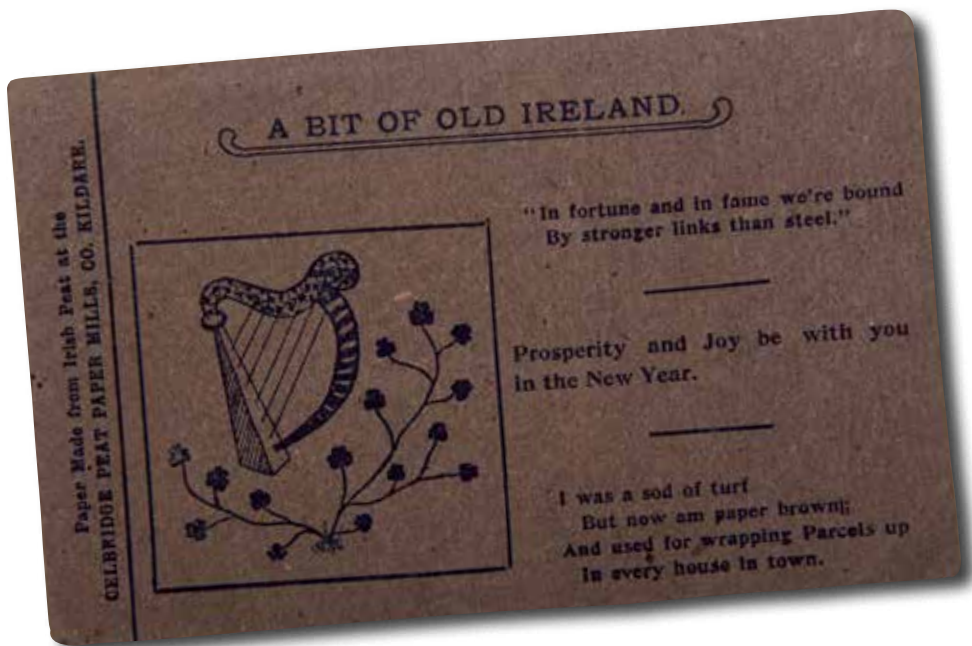 A BIT OF OLD IRELAND.
"In fortune and in fame we're bound
By stronger links than steel."
Prosperity and Joy be with you
in the New Year.
I was a sod of turf
But now am paper brown;
And used for wrapping Parcels up
In every house in town.
Paper Made from Irish Peat at the
CELBRIDGE PEAT PAPER MILLS, CO. KILDARE.